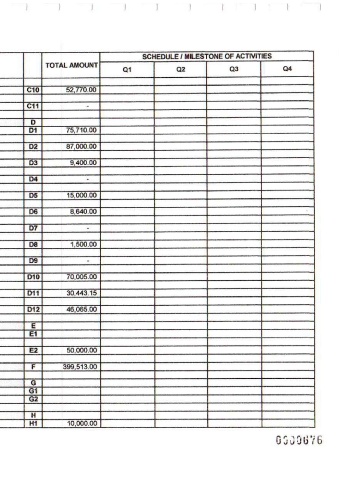 TOTAL AMOUNT SCHEDULE / MILESTONE OF ACTIVITIES
Q1 Q2 Q3 Q4
C10 52,770.00
C11 -
D
D1 75,710.00
D2 87,000.00
D3 9,400.00
D4 -
D5 15,000.00
D6 8,640.00
D7 -
D8 1,500.00
D9 -
D10 70,005.00
D11 30,443.15
D12 46,065.00
E
E1
E2 50,000.00
F 399,513.00
G
G1
G2
H
H1 10,000.00